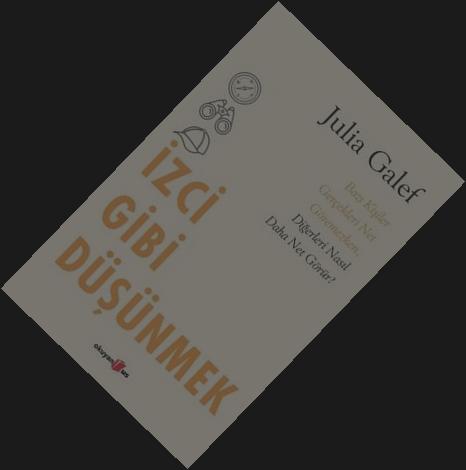 Julia Galef
Bazı Kişiler
Gerçekleri Net
Göremezken,
Diğerleri Nasıl
Daha Net Görür?
İZCİ
GİBİ
DÜŞÜNMEK
okuyan us